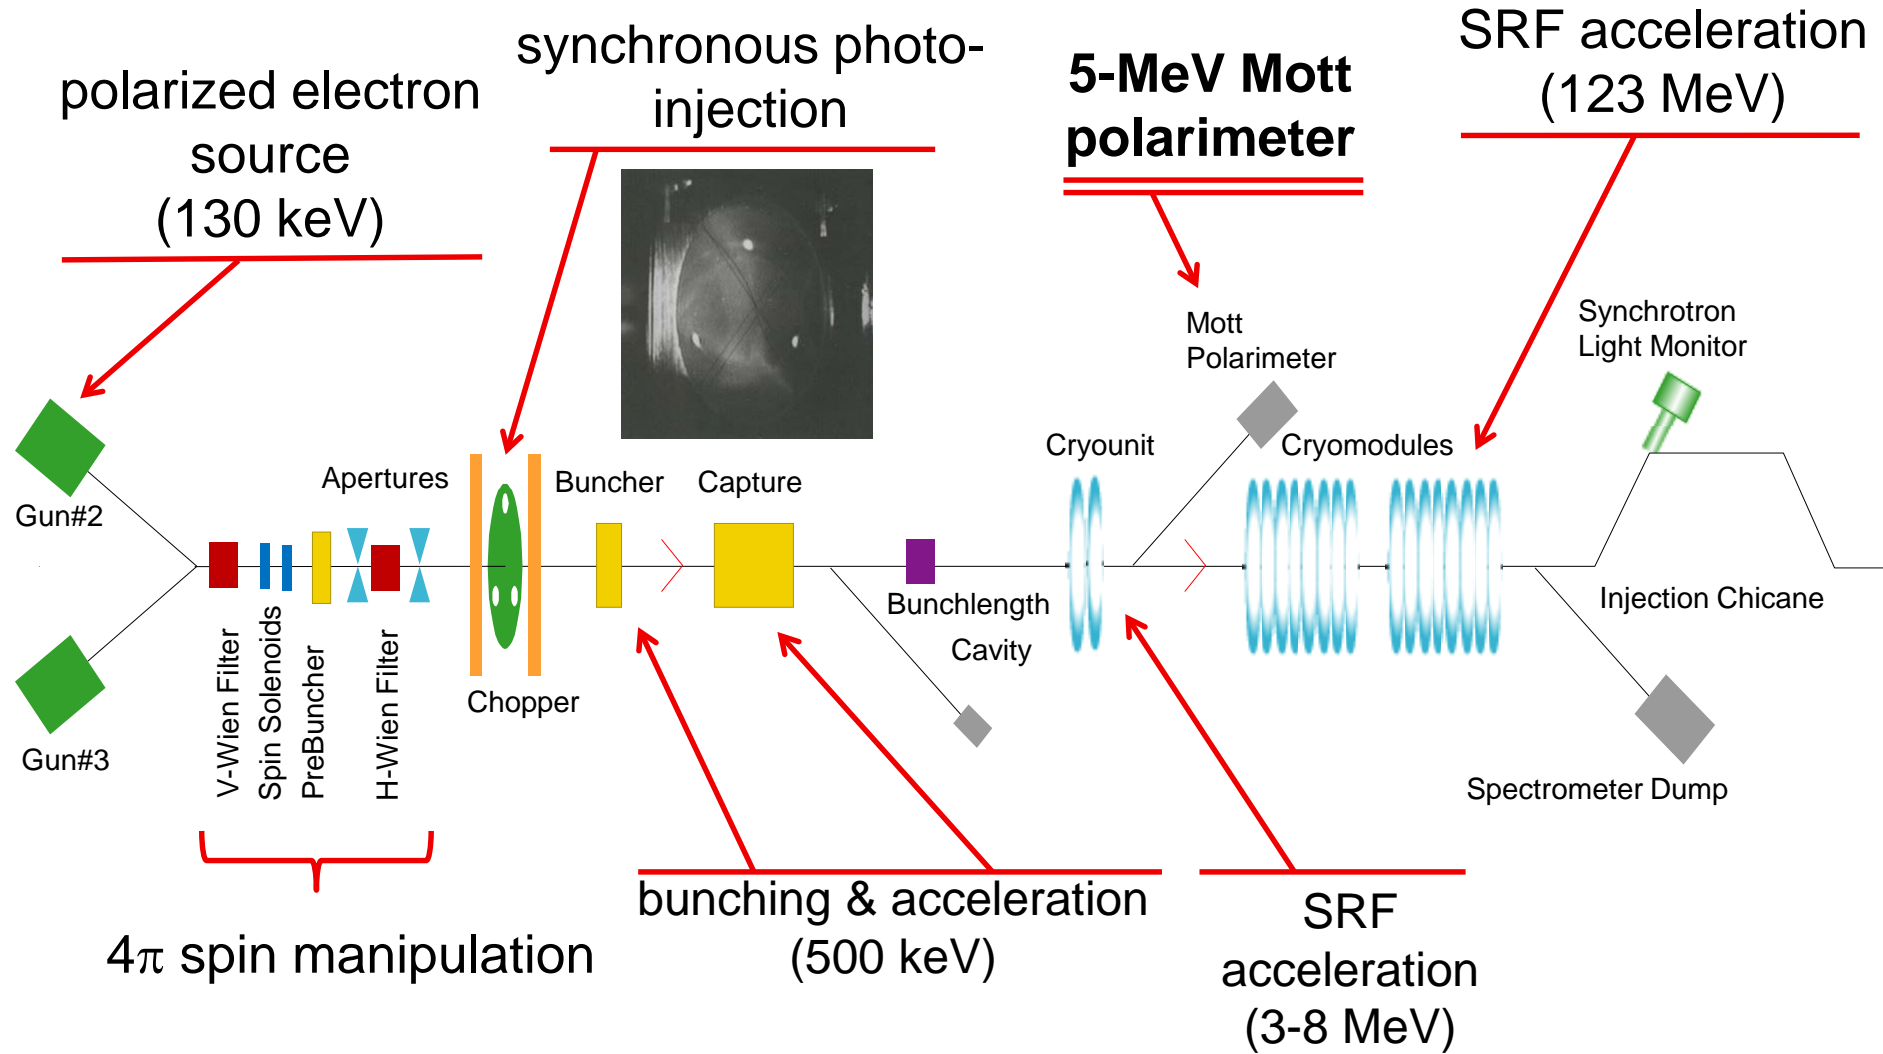 polarized electron
source
(130 keV)
synchronous photo-
injection
5-MeV Mott
polarimeter
SRF acceleration
(123 MeV)
Mott
Polarimeter
Synchrotron
Light Monitor
Gun#2
Apertures
Buncher
Capture
Cryounit
Cryomodules
Gun#3
V-Wien Filter
Spin Solenoids
PreBuncher
H-Wien Filter
Chopper
Bunchlength
Cavity
Injection Chicane
Spectrometer Dump
4π spin manipulation
bunching & acceleration
(500 keV)
SRF
acceleration
(3-8 MeV)